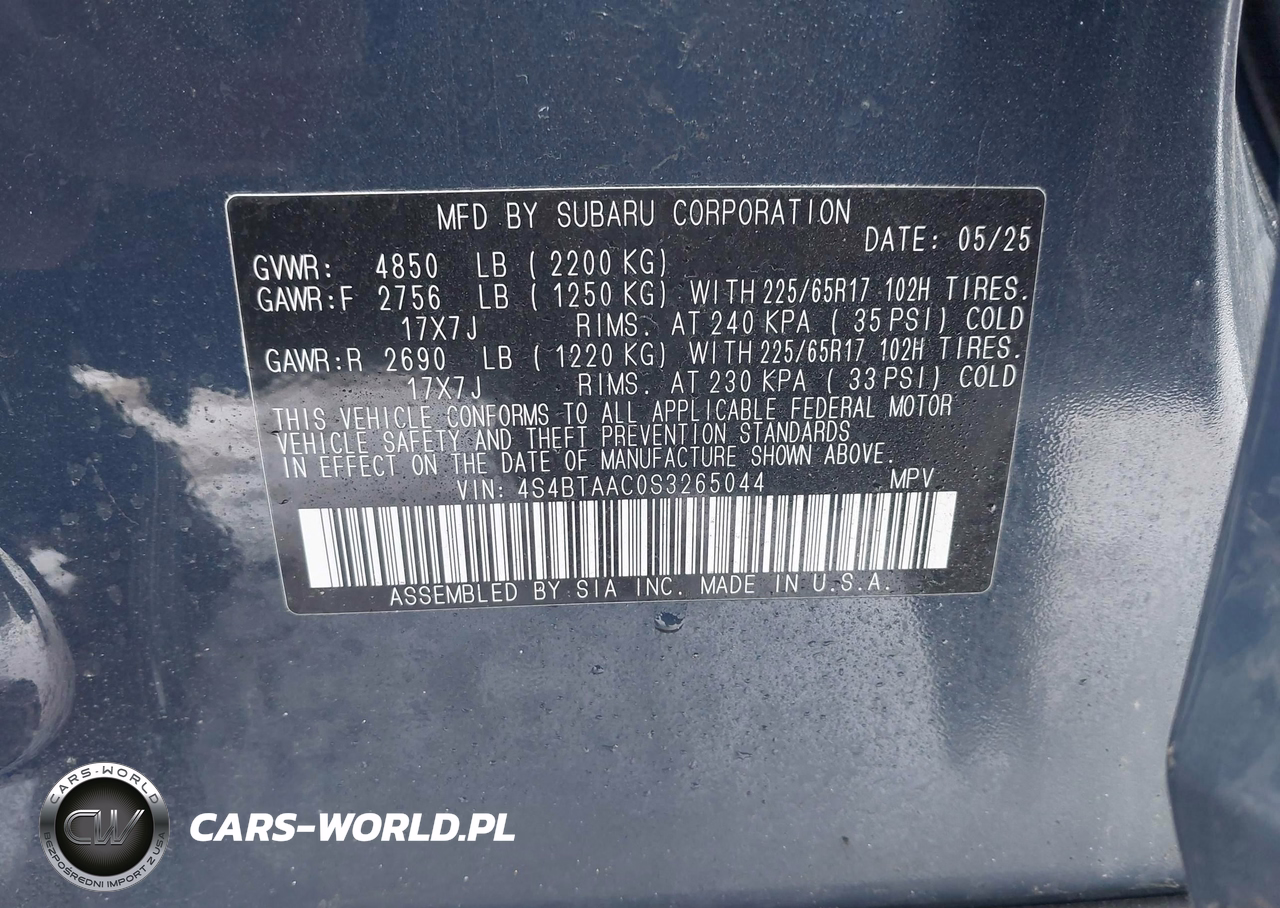 MFD BY SUBARU CORPORATION
DATE: 05/25
GVWR: 4850 LB ( 2200 KG)
GAWR:F 2756 LB ( 1250 KG) WITH 225/65R17 102H TIRES.
17X7J RIMS. AT 240 KPA ( 35 PSI) COLD
GAWR:R 2690 LB ( 1220 KG) WITH 225/65R17 102H TIRES.
17X7J RIMS. AT 230 KPA ( 33 PSI) COLD
THIS VEHICLE CONFORMS TO ALL APPLICABLE FEDERAL MOTOR
VEHICLE SAFETY AND THEFT PREVENTION STANDARDS
IN EFFECT ON THE DATE OF MANUFACTURE SHOWN ABOVE.
VIN: 4S4BTAAC0S3265044 MPV
ASSEMBLED BY SIA INC. MADE IN U.S.A.
CARS-WORLD
CW
BEZPOŚREDNI IMPORT Z USA
CARS-WORLD.PL